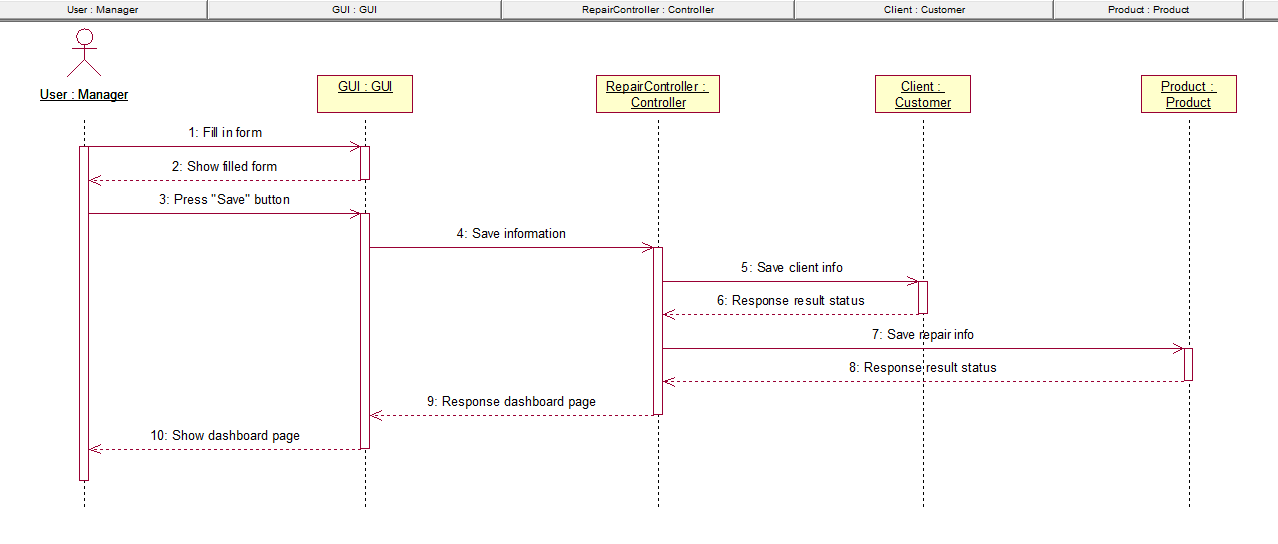 User : Manager
GUI : GUI
RepairController : Controller
Client : Customer
Product : Product
User : Manager
GUI : GUI
RepairController :
Controller
Client :
Customer
Product :
Product
1: Fill in form
2: Show filled form
3: Press "Save" button
4: Save information
5: Save client info
6: Response result status
7: Save repair info
8: Response result status
9: Response dashboard page
10: Show dashboard page